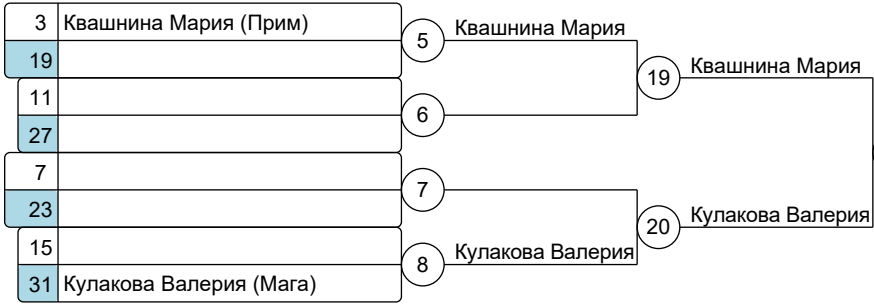 3 Квашнина Мария (Прим)
19
11
27
7
23
15
31 Кулакова Валерия (Мага)
5 Квашнина Мария
6
7
8 Кулакова Валерия
19 Квашнина Мария
20 Кулакова Валерия